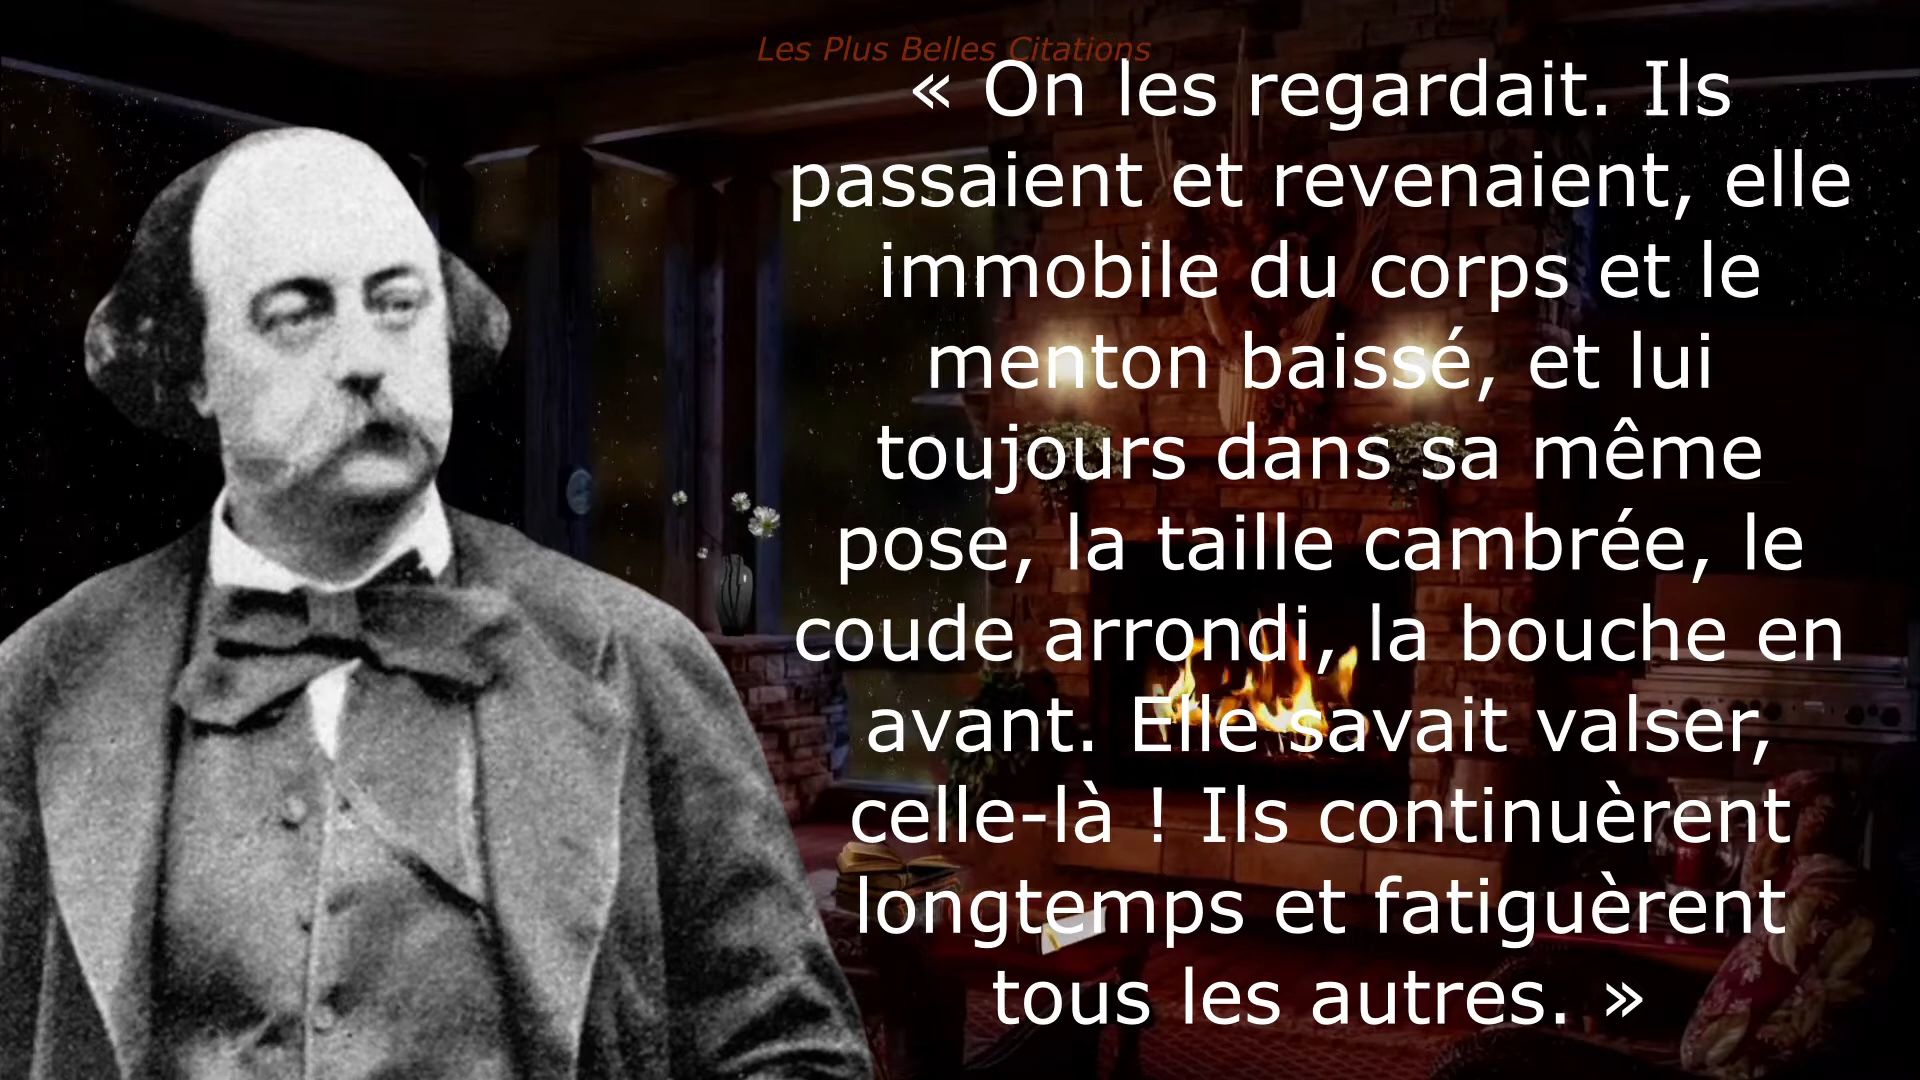 Les Plus Belles Citations
« On les regardait. Ils
passaient et revenaient, elle
immobile du corps et le
menton baissé, et lui
toujours dans sa même
pose, la taille cambrée, le
coude arrondi, la bouche en
avant. Elle savait valser,
celle-là ! Ils continuèrent
longtemps et fatiguèrent
tous les autres. »